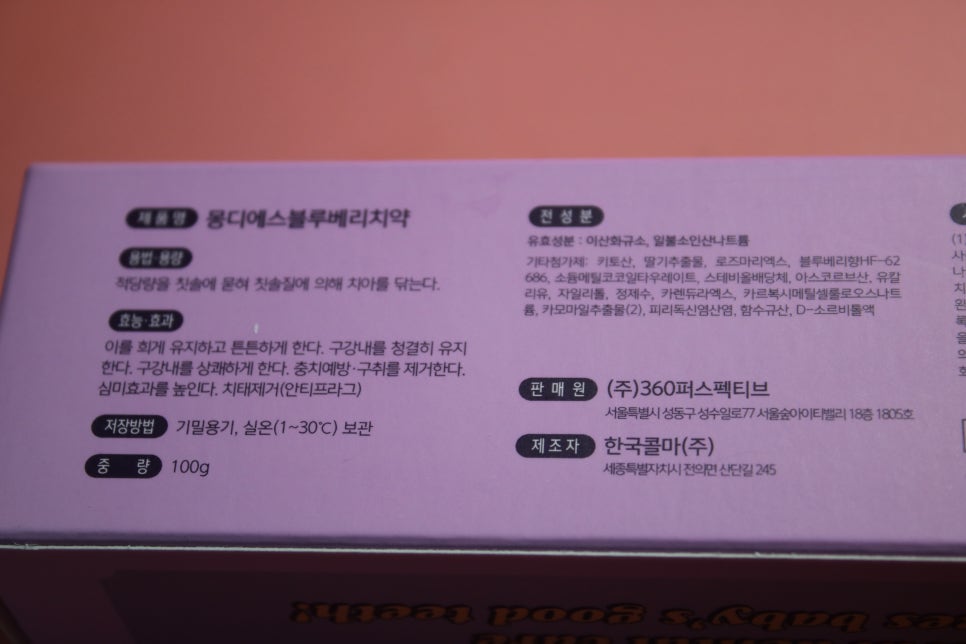 제품명 몽디에스블루베리치약
용법·용량
적당량을 칫솔에 묻혀 칫솔질에 의해 치아를 닦는다.
효능·효과
이를 희게 유지하고 튼튼하게 한다. 구강내를 청결히 유지
한다. 구강내를 상쾌하게 한다. 충치예방·구취를 제거한다.
심미효과를 높인다. 치태제거(안티프라그)
저장방법 기밀용기, 실온(1~30℃) 보관
중 량 100g
전 성 분
유효성분 : 이산화규소, 일불소인산나트륨
기타첨가제: 키토산, 딸기추출물, 로즈마리엑스, 블루베리향HF-62
686, 소듐메틸코코일타우레이트, 스테비올배당체, 아스코르브산, 유칼
리유, 자일리톨, 정제수, 카렌듀라엑스, 카르복시메틸셀룰로오스나트
륨, 카모마일추출물(2), 피리독신염산염, 함수규산, D-소르비톨액
판 매 원 (주)360퍼스펙티브
서울특별시 성동구 성수일로77 서울숲아이티밸리 18층 1805호
제 조 자 한국콜마(주)
세종특별자치시 전의면 산단길 245
baby's good teeth!